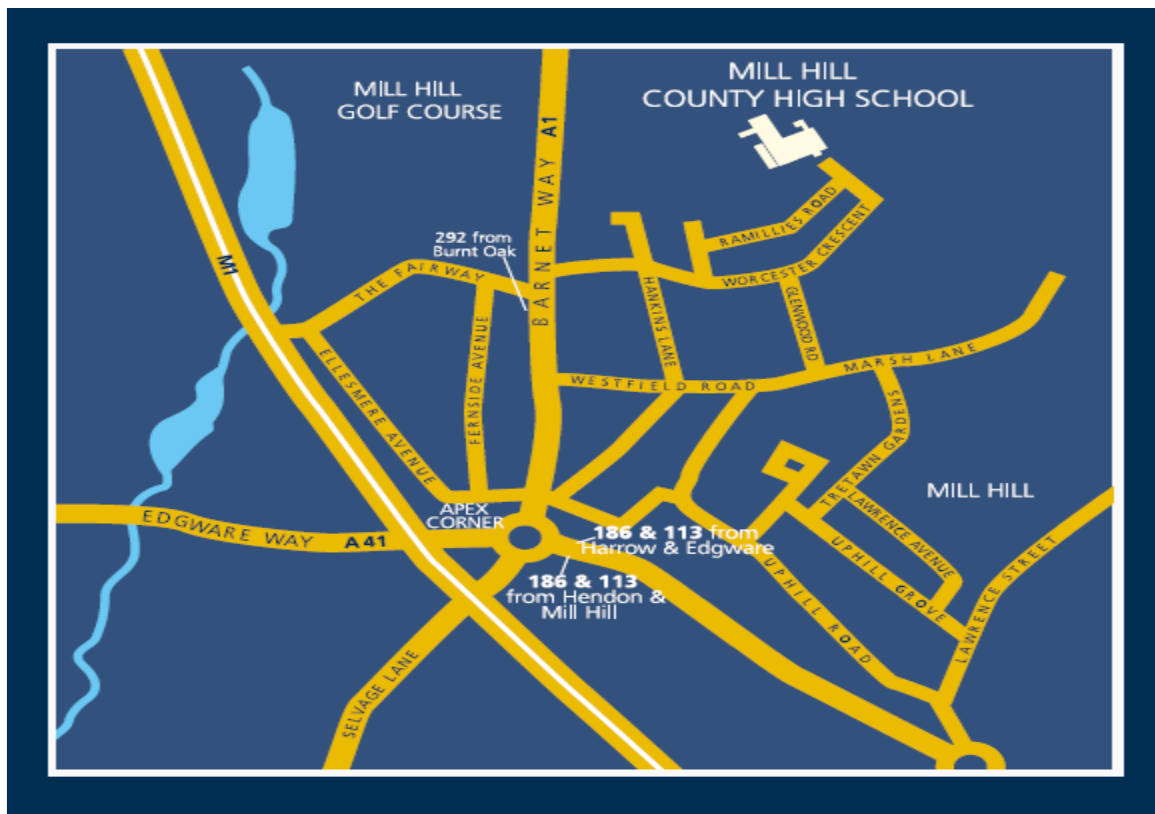 MILL HILL
GOLF COURSE
MILL HILL
COUNTY HIGH SCHOOL
BARNET WAY A1
M1
292 from
Burnt Oak
THE FAIRWAY
RAMILLIES ROAD
WORCESTER CRESCENT
HANKINS LANE
GLENWOOD RD
FERNSIDE AVENUE
ELLESMERE AVENUE
WESTFIELD ROAD
MARSH LANE
TRETAWN GARDENS
MILL HILL
LAWRENCE AVENUE
EDGWARE WAY A41
APEX
CORNER
186 & 113 from
Harrow & Edgware
186 & 113
from Hendon &
Mill Hill
UPHILL GROVE
UPHILL ROAD
LAWRENCE STREET
SELVAGE LANE